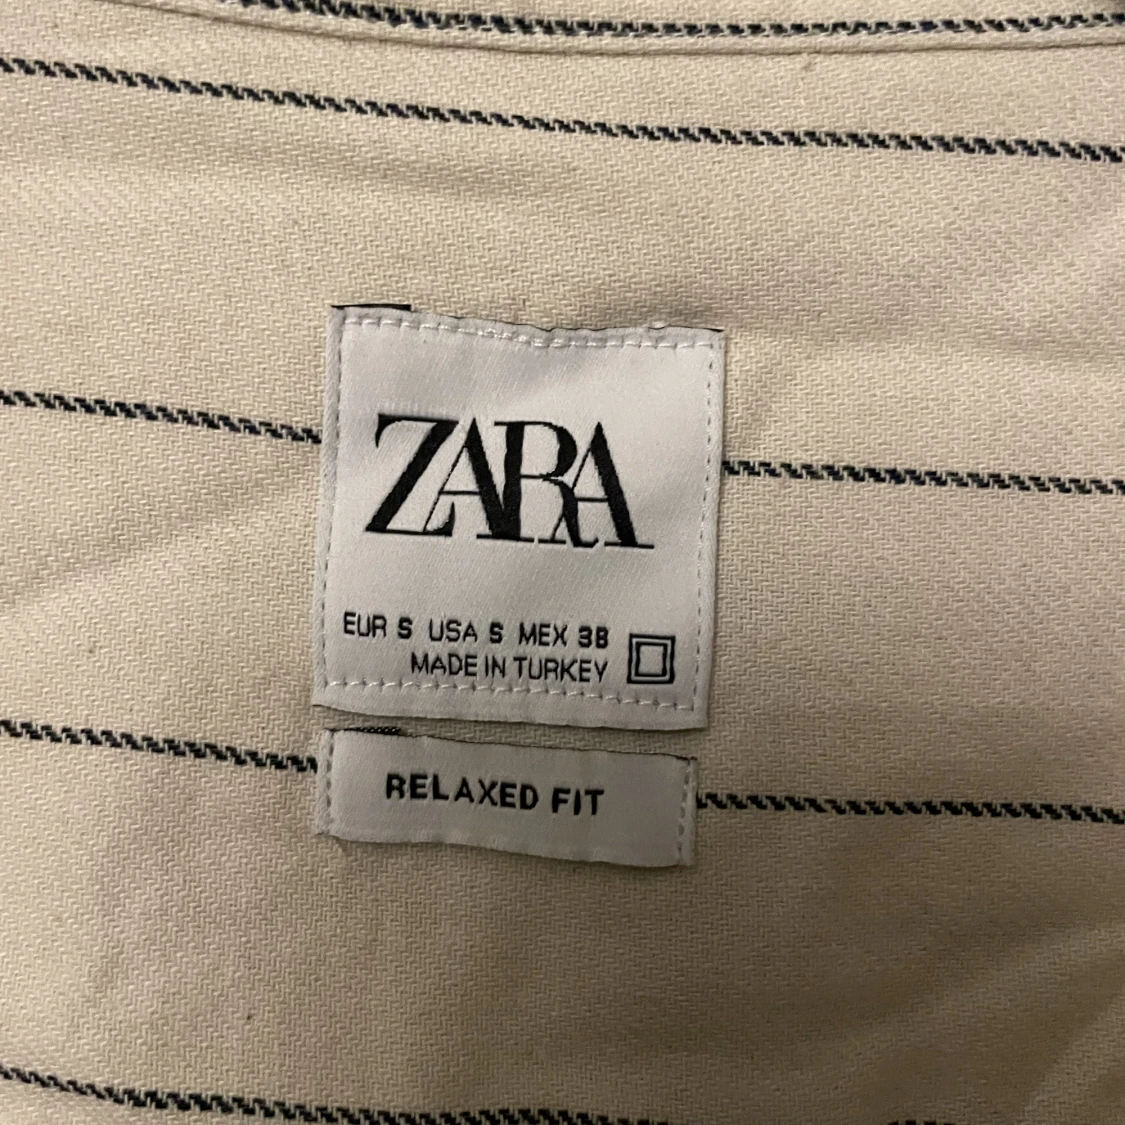 ZARA
EUR S USA S MEX 38
MADE IN TURKEY
RELAXED FIT